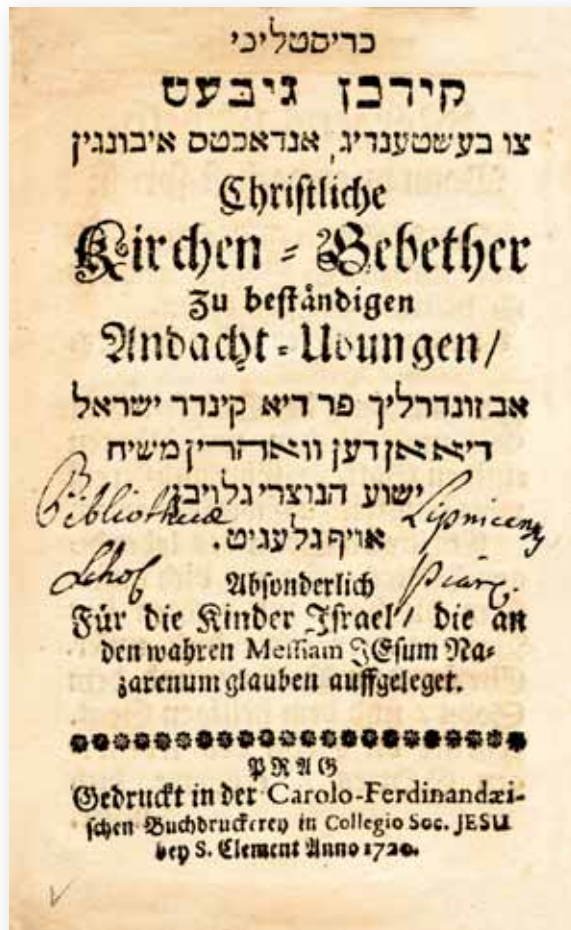 כריסטליכי
קירכן גיבעט
צו בעשטענדיג, אנדאכטס איבונגין
Christliche
Kirchen - Gebether
Zu beständigen
Andacht - Ubungen/
אבזונדרליך פר דיא קינדר ישראל
דיא אן דען וואהרין משיח
Bibliothecæ ישוע הנוצרי גלויבן Lipnicensis
אויף גלעגיט.
Schol Absonderlich Piar.
Für die Kinder Israel/ die an
den wahren Messiam JEsum Na-
zarenum glauben auffgeleget.
PRAG
Gedruckt in der Carolo-Ferdinandæi-
schen Buchdruckerey in Collegio Soc. JESU
bey S. Clement Anno 1720.